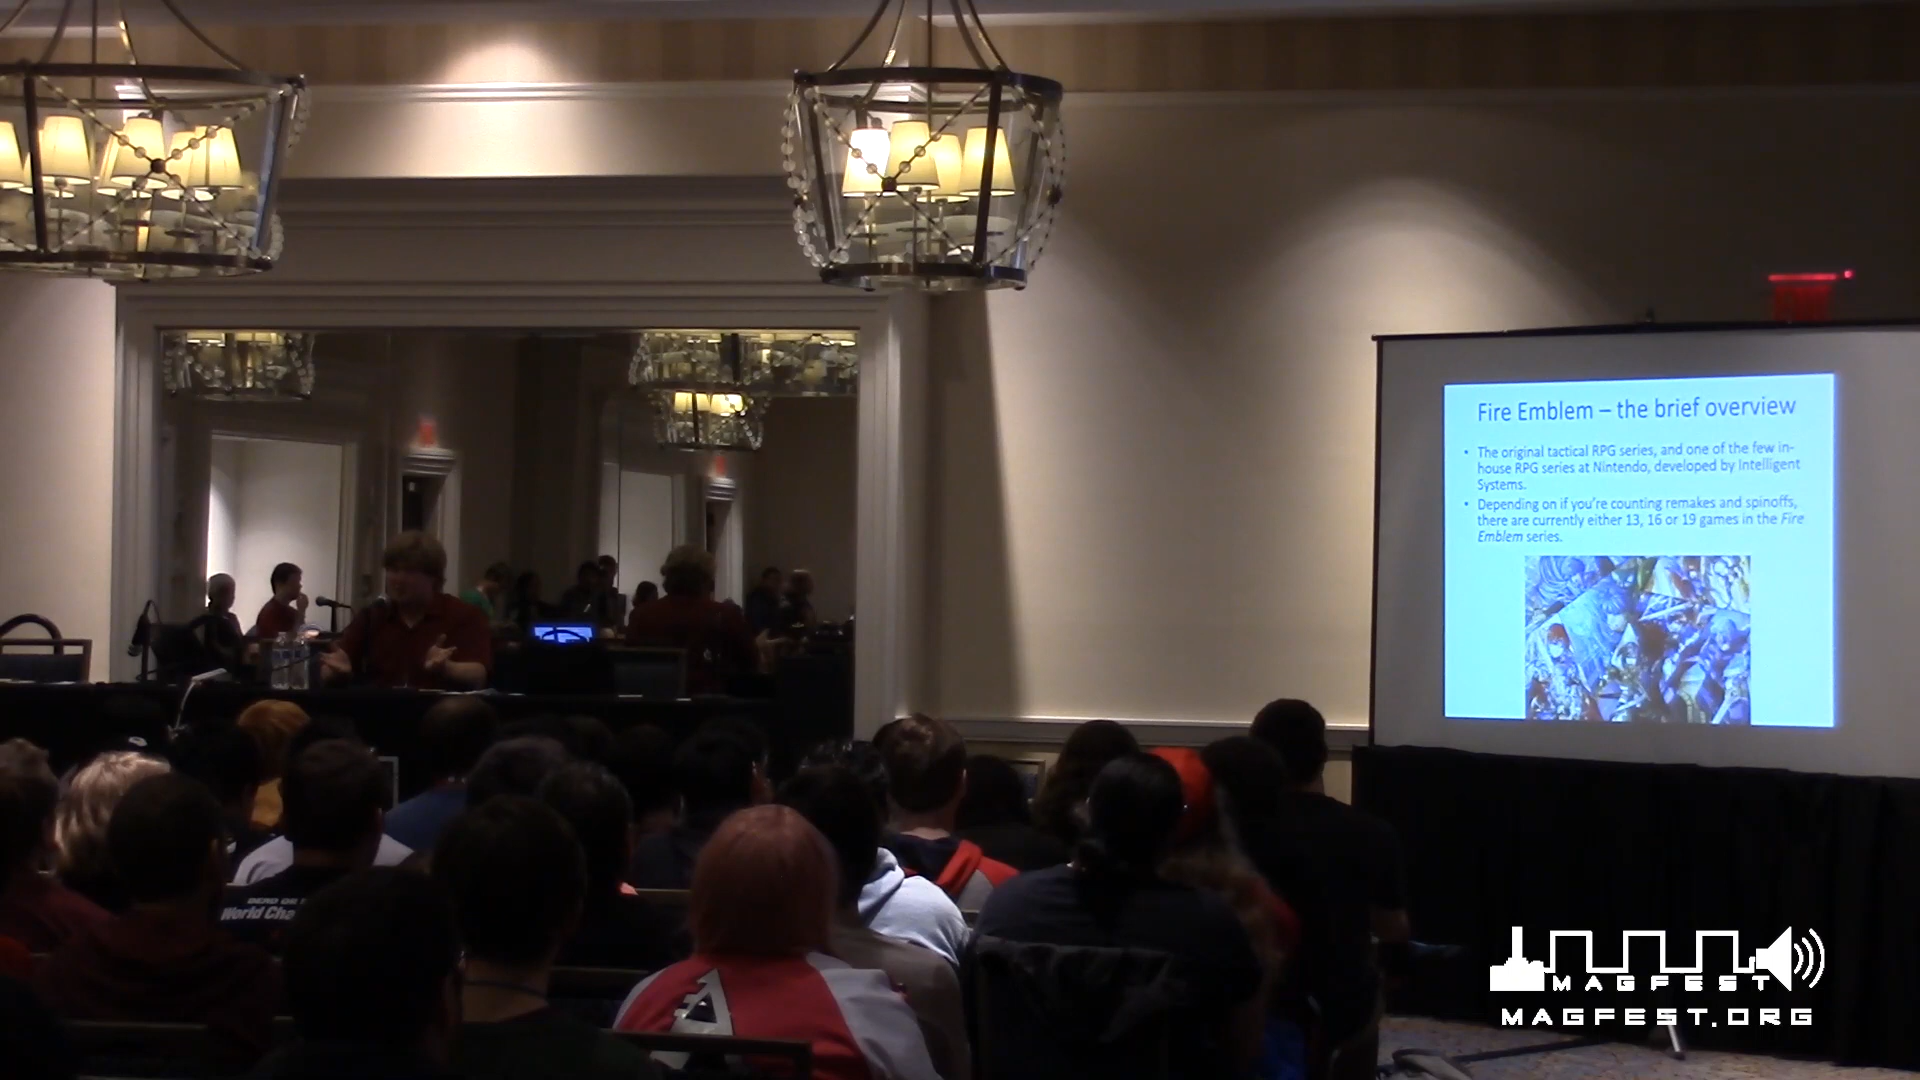 Fire Emblem – the brief overview
• The original tactical RPG series, and one of the few in-
house RPG series at Nintendo, developed by Intelligent
Systems.
• Depending on if you're counting remakes and spinoffs,
there are currently either 13, 16 or 19 games in the Fire
Emblem series.
World Cha
MAGFEST
MAGFEST.ORG